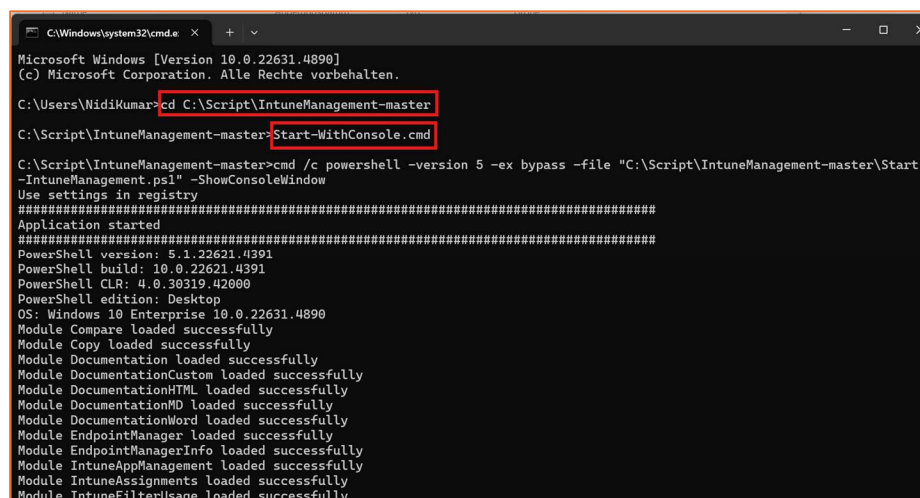 C:\Windows\system32\cmd.e:
Microsoft Windows [Version 10.0.22631.4890]
(c) Microsoft Corporation. Alle Rechte vorbehalten.
C:\Users\NidiKumar>cd C:\Script\IntuneManagement-master
C:\Script\IntuneManagement-master>Start-WithConsole.cmd
C:\Script\IntuneManagement-master>cmd /c powershell -version 5 -ex bypass -file "C:\Script\IntuneManagement-master\Start
-IntuneManagement.ps1" -ShowConsoleWindow
Use settings in registry
#####################################################################################
Application started
#####################################################################################
PowerShell version: 5.1.22621.4391
PowerShell build: 10.0.22621.4391
PowerShell CLR: 4.0.30319.42000
PowerShell edition: Desktop
OS: Windows 10 Enterprise 10.0.22631.4890
Module Compare loaded successfully
Module Copy loaded successfully
Module Documentation loaded successfully
Module DocumentationCustom loaded successfully
Module DocumentationHTML loaded successfully
Module DocumentationMD loaded successfully
Module DocumentationWord loaded successfully
Module EndpointManager loaded successfully
Module EndpointManagerInfo loaded successfully
Module IntuneAppManagement loaded successfully
Module IntuneAssignments loaded successfully
Module IntuneFilterUsage loaded successfully